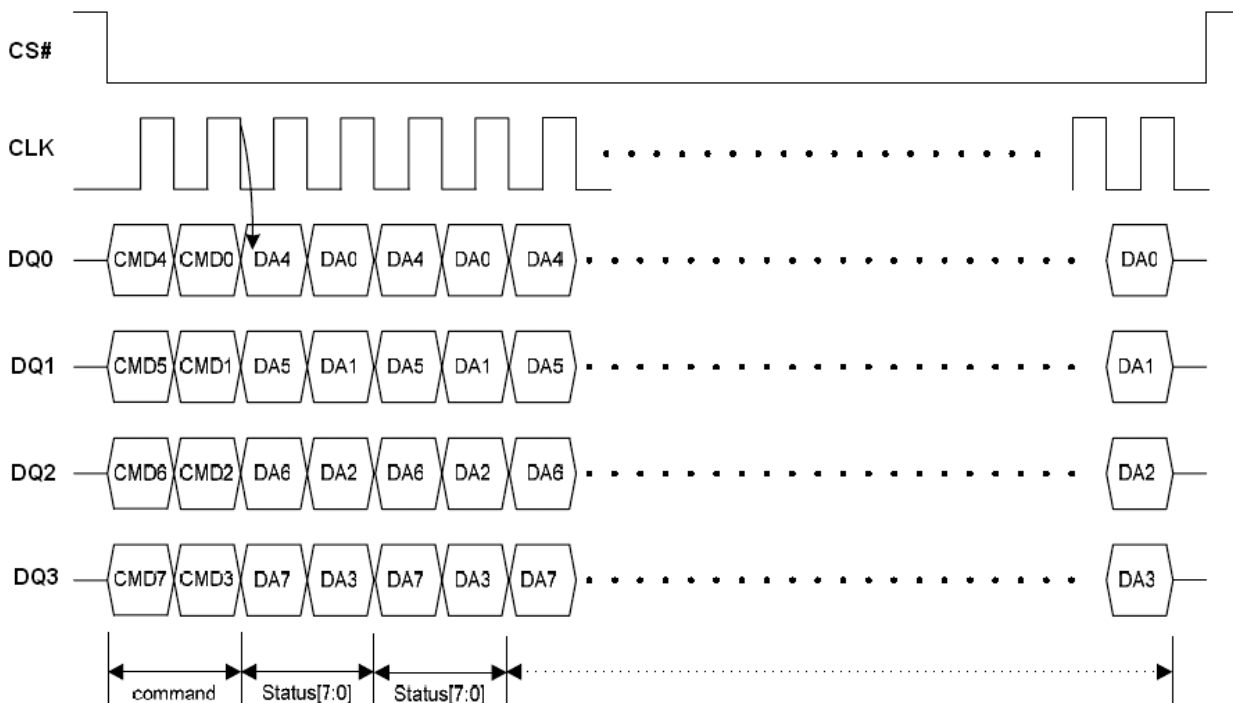 CS#
CLK
DQ0 CMD4 CMD0 DA4 DA0 DA4 DA0 DA4 DA0
DQ1 CMD5 CMD1 DA5 DA1 DA5 DA1 DA5 DA1
DQ2 CMD6 CMD2 DA6 DA2 DA6 DA2 DA6 DA2
DQ3 CMD7 CMD3 DA7 DA3 DA7 DA3 DA7 DA3
command Status[7:0] Status[7:0]